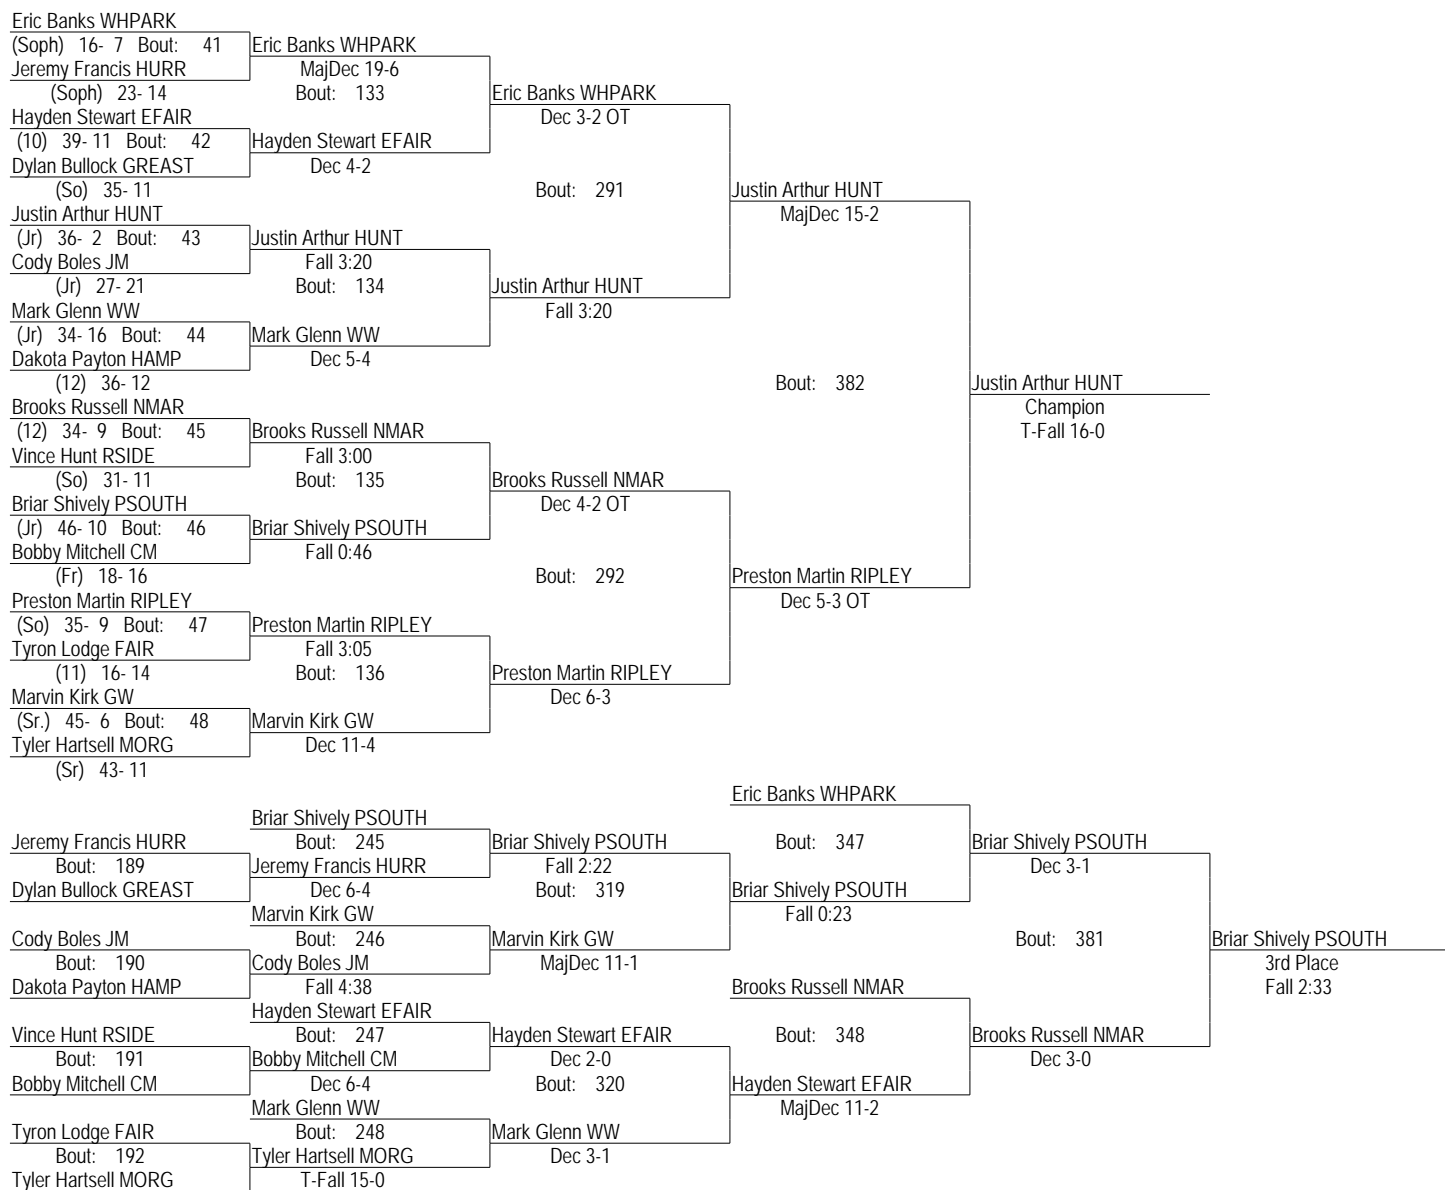 Eric Banks WHPARK
(Soph) 16- 7 Bout: 41 Eric Banks WHPARK
Jeremy Francis HURR MajDec 19-6
(Soph) 23- 14 Bout: 133 Eric Banks WHPARK
Hayden Stewart EFAIR Dec 3-2 OT
(10) 39- 11 Bout: 42 Hayden Stewart EFAIR
Dylan Bullock GREAST Dec 4-2
(So) 35- 11 Bout: 291 Justin Arthur HUNT
Justin Arthur HUNT MajDec 15-2
(Jr) 36- 2 Bout: 43 Justin Arthur HUNT
Cody Boles JM Fall 3:20
(Jr) 27- 21 Bout: 134 Justin Arthur HUNT
Mark Glenn WW Fall 3:20
(Jr) 34- 16 Bout: 44 Mark Glenn WW
Dakota Payton HAMP Dec 5-4
(12) 36- 12 Bout: 382 Justin Arthur HUNT
Brooks Russell NMAR Champion
(12) 34- 9 Bout: 45 Brooks Russell NMAR T-Fall 16-0
Vince Hunt RSIDE Fall 3:00
(So) 31- 11 Bout: 135 Brooks Russell NMAR
Briar Shively PSOUTH Dec 4-2 OT
(Jr) 46- 10 Bout: 46 Briar Shively PSOUTH
Bobby Mitchell CM Fall 0:46
(Fr) 18- 16 Bout: 292 Preston Martin RIPLEY
Preston Martin RIPLEY Dec 5-3 OT
(So) 35- 9 Bout: 47 Preston Martin RIPLEY
Tyron Lodge FAIR Fall 3:05
(11) 16- 14 Bout: 136 Preston Martin RIPLEY
Marvin Kirk GW Dec 6-3
(Sr.) 45- 6 Bout: 48 Marvin Kirk GW
Tyler Hartsell MORG Dec 11-4
(Sr) 43- 11
Eric Banks WHPARK
Briar Shively PSOUTH
Jeremy Francis HURR Bout: 245 Briar Shively PSOUTH Bout: 347 Briar Shively PSOUTH
Bout: 189 Jeremy Francis HURR Fall 2:22 Dec 3-1
Dylan Bullock GREAST Dec 6-4 Bout: 319 Briar Shively PSOUTH
Marvin Kirk GW Fall 0:23
Cody Boles JM Bout: 246 Marvin Kirk GW Bout: 381 Briar Shively PSOUTH
Bout: 190 Cody Boles JM MajDec 11-1 3rd Place
Dakota Payton HAMP Fall 4:38 Brooks Russell NMAR Fall 2:33
Hayden Stewart EFAIR
Vince Hunt RSIDE Bout: 247 Hayden Stewart EFAIR Bout: 348 Brooks Russell NMAR
Bout: 191 Bobby Mitchell CM Dec 2-0 Dec 3-0
Bobby Mitchell CM Dec 6-4 Bout: 320 Hayden Stewart EFAIR
Mark Glenn WW MajDec 11-2
Tyron Lodge FAIR Bout: 248 Mark Glenn WW
Bout: 192 Tyler Hartsell MORG Dec 3-1
Tyler Hartsell MORG T-Fall 15-0